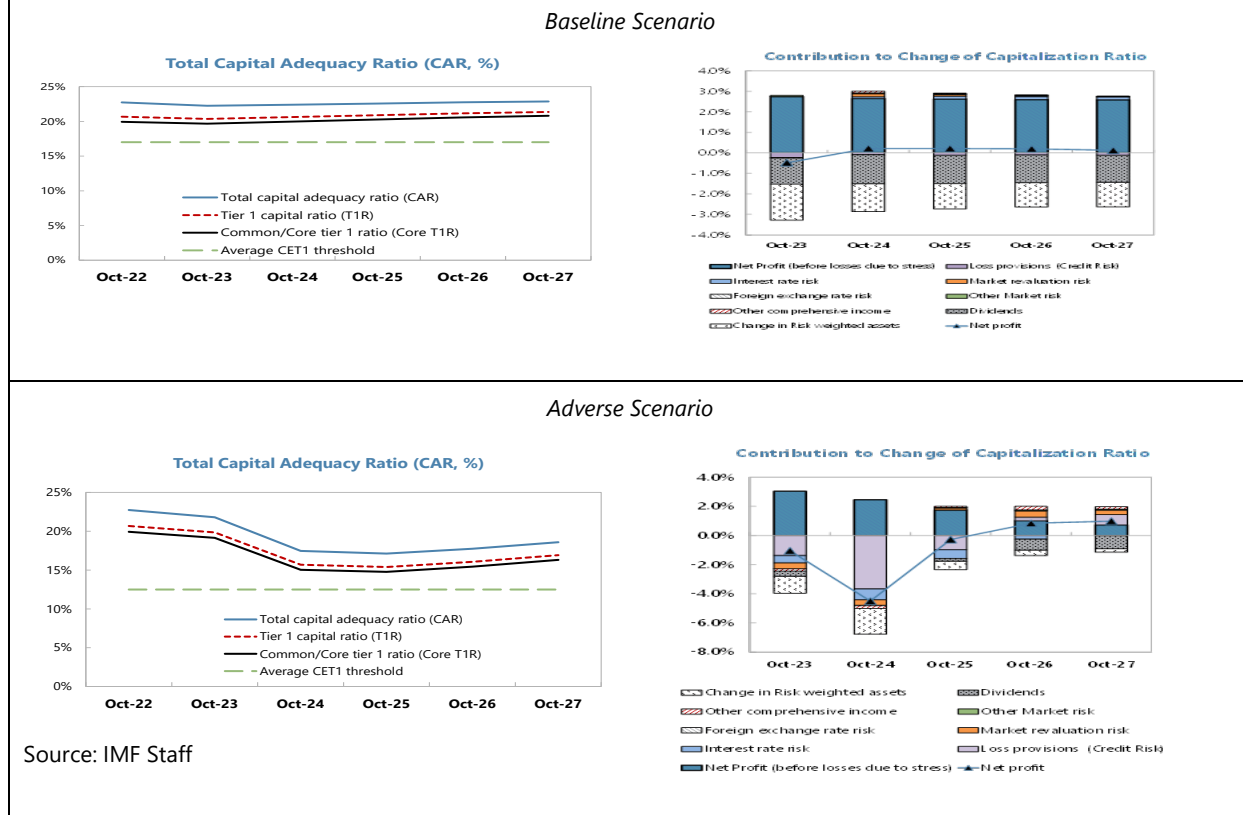 Baseline Scenario
Total Capital Adequacy Ratio (CAR, %)
25%
20%
15%
10%
5%
0%
Total capital adequacy ratio (CAR)
Tier 1 capital ratio (T1R)
Common/Core tier 1 ratio (Core T1R)
Average CET1 threshold
Oct-22 Oct-23 Oct-24 Oct-25 Oct-26 Oct-27
Contribution to Change of Capitalization Ratio
4.0%
3.0%
2.0%
1.0%
0.0%
-1.0%
-2.0%
-3.0%
-4.0%
Oct-23 Oct-24 Oct-25 Oct-26 Oct-27
Net Profit (before losses due to stress) Loss provisions (Credit Risk)
Interest rate risk Market revaluation risk
Foreign exchange rate risk Other Market risk
Other comprehensive income Dividends
Change in Risk weighted assets Net profit
Adverse Scenario
Total Capital Adequacy Ratio (CAR, %)
25%
20%
15%
10%
5%
0%
Total capital adequacy ratio (CAR)
Tier 1 capital ratio (T1R)
Common/Core tier 1 ratio (Core T1R)
Average CET1 threshold
Oct-22 Oct-23 Oct-24 Oct-25 Oct-26 Oct-27
Contribution to Change of Capitalization Ratio
4.0%
2.0%
0.0%
-2.0%
-4.0%
-6.0%
-8.0%
Oct-23 Oct-24 Oct-25 Oct-26 Oct-27
Change in Risk weighted assets Dividends
Other comprehensive income Other Market risk
Foreign exchange rate risk Market revaluation risk
Interest rate risk Loss provisions (Credit Risk)
Net Profit (before losses due to stress) Net profit
Source: IMF Staff